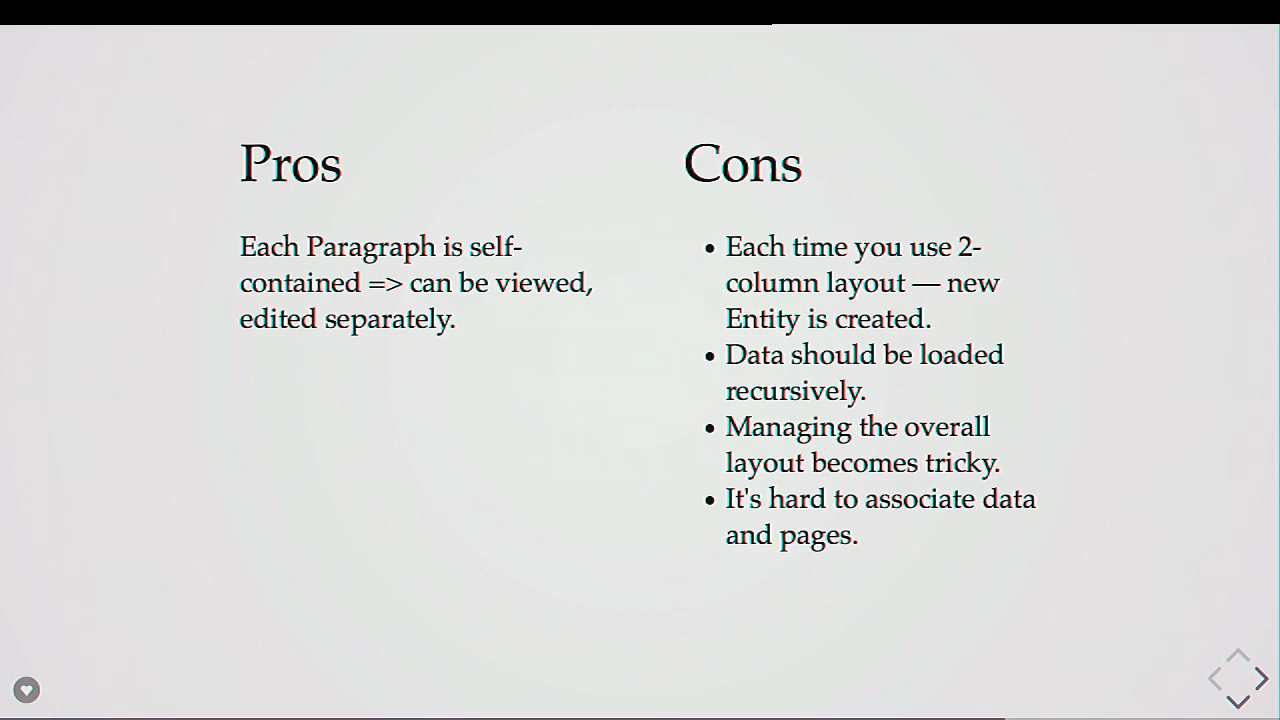 Pros
Each Paragraph is self-
contained => can be viewed,
edited separately.
Cons
• Each time you use 2-
column layout — new
Entity is created.
• Data should be loaded
recursively.
• Managing the overall
layout becomes tricky.
• It's hard to associate data
and pages.